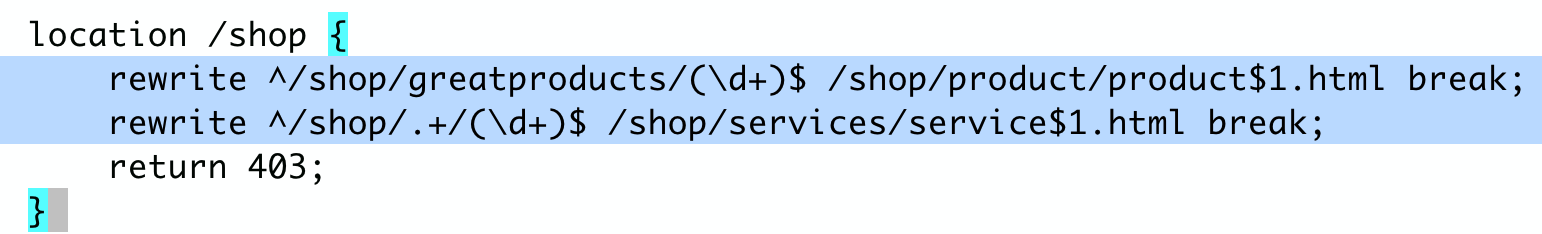 location /shop {
    rewrite ^/shop/greatproducts/(\d+)$ /shop/product/product$1.html break;
    rewrite ^/shop/.+/(\d+)$ /shop/services/service$1.html break;
    return 403;
}